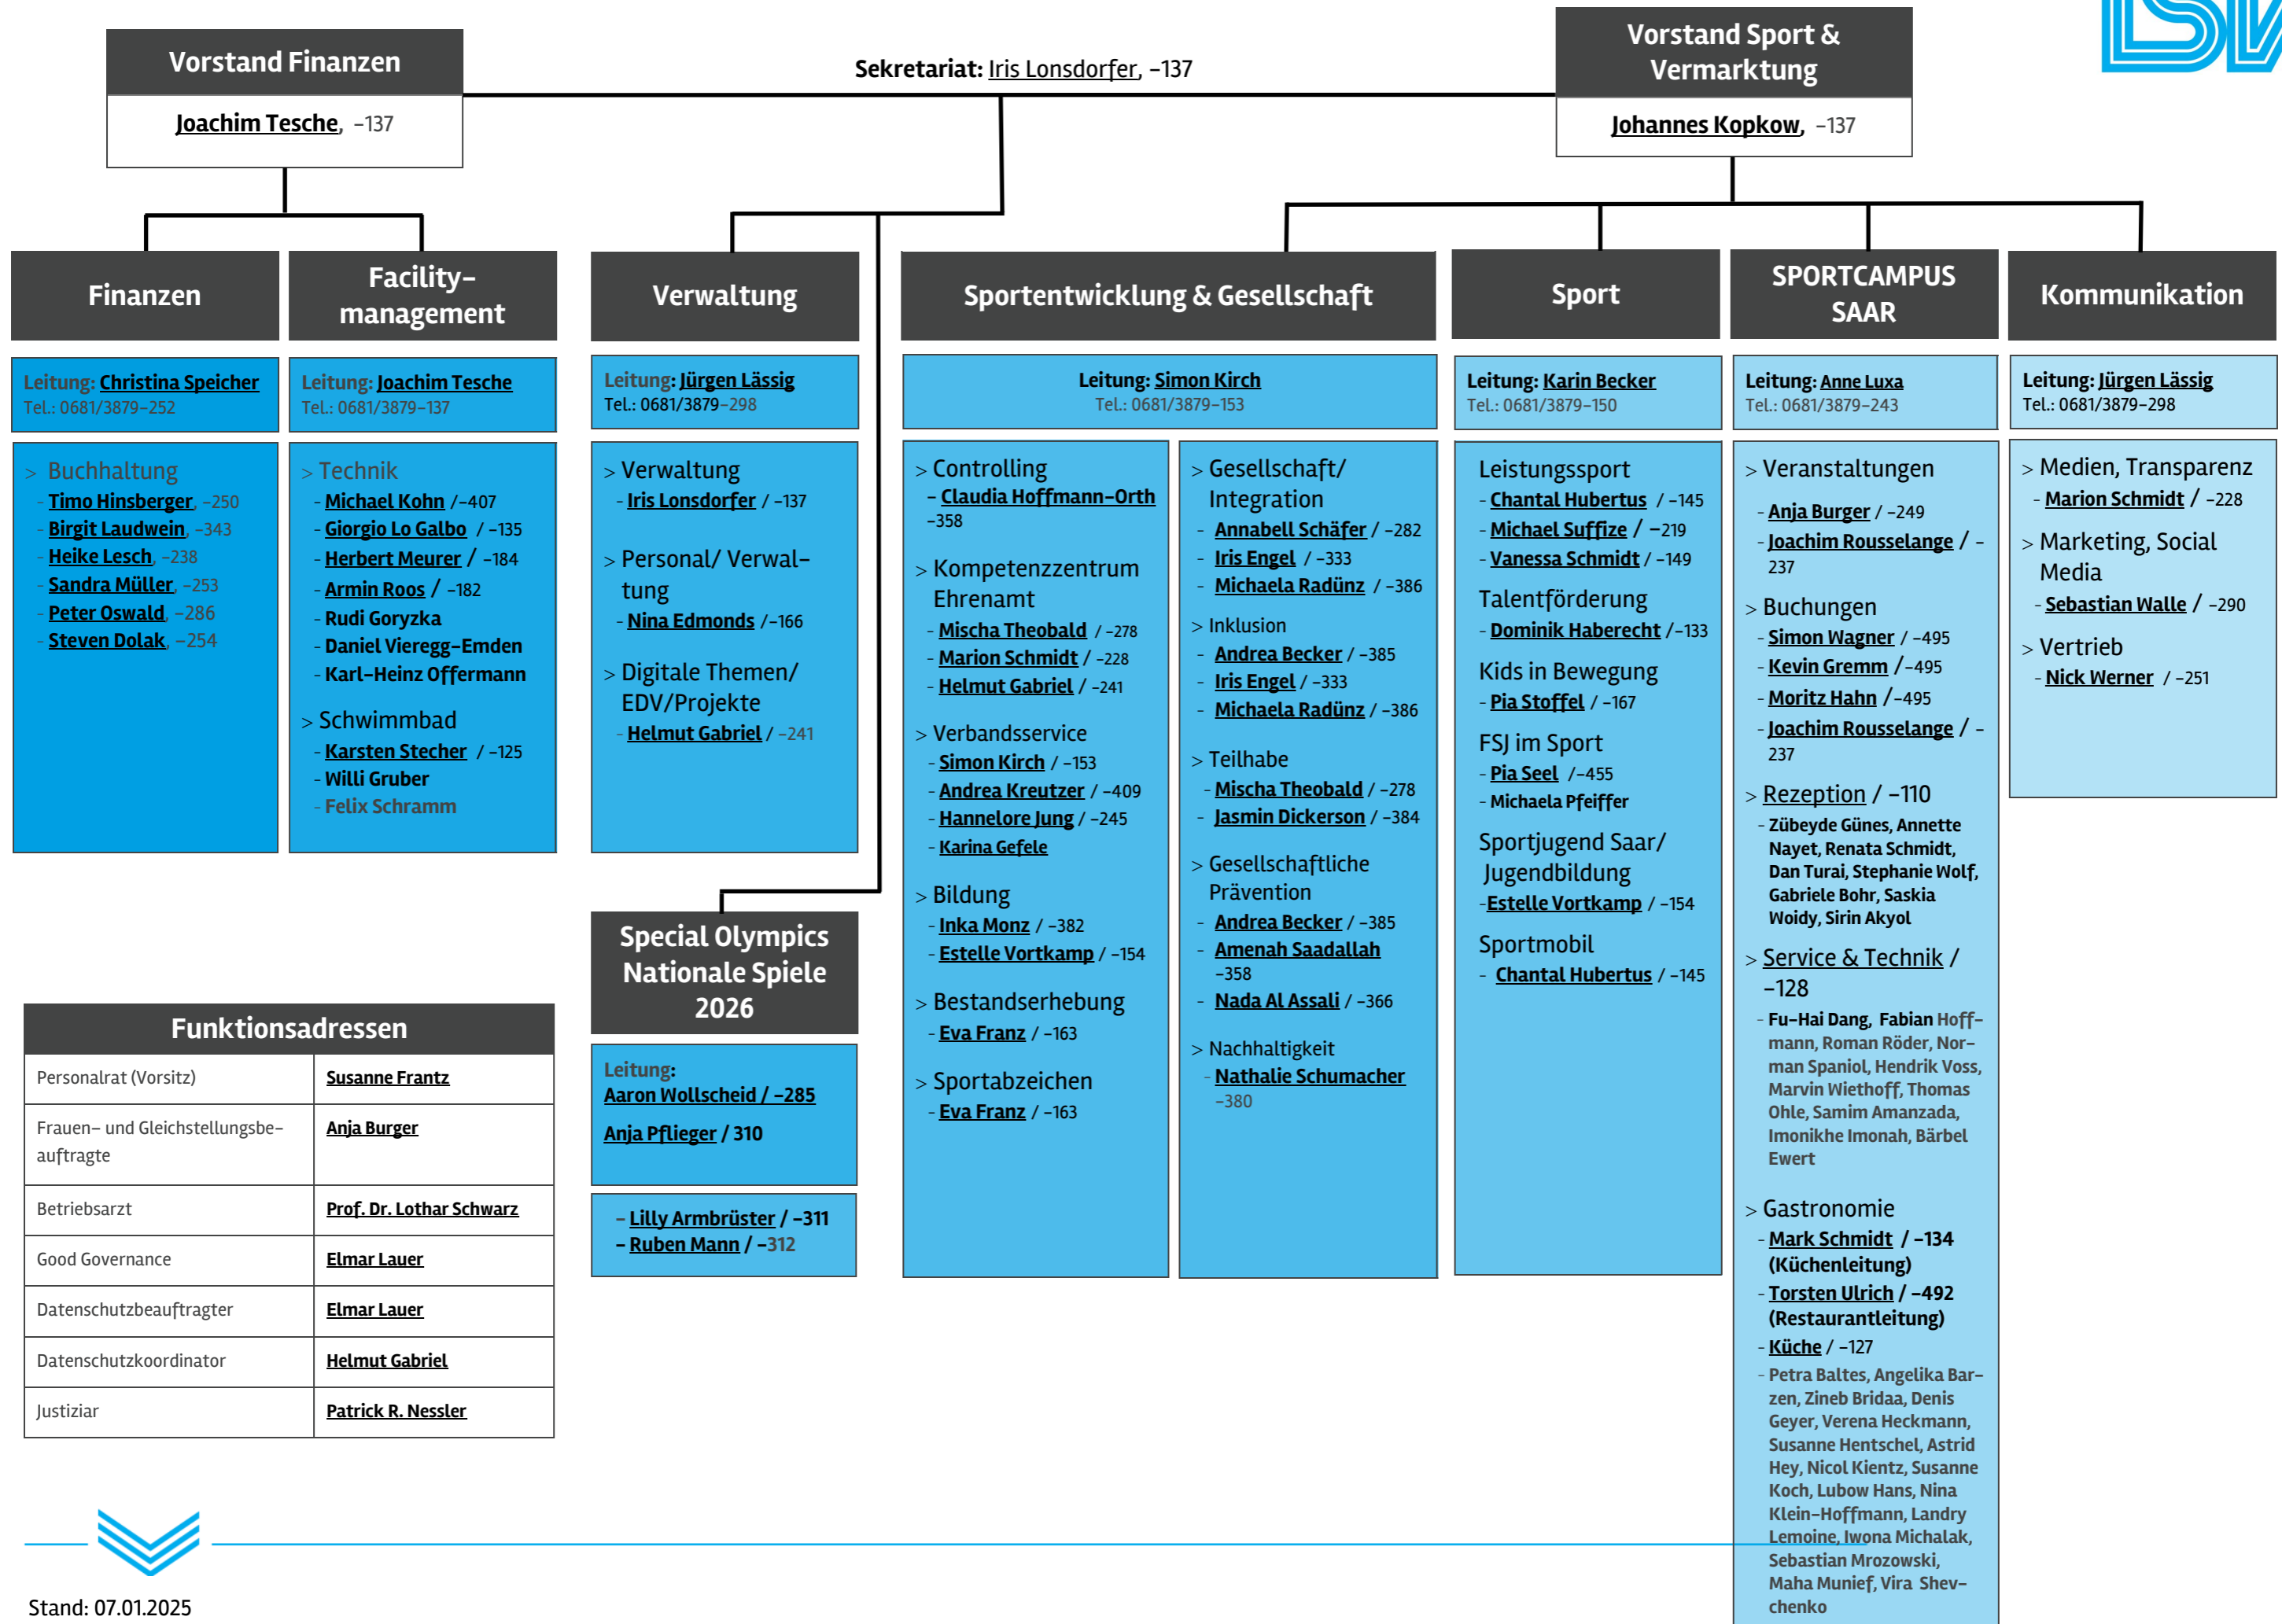 LSV
Vorstand Finanzen
Joachim Tesche, -137
Sekretariat: Iris Lonsdorfer, -137
Vorstand Sport &
Vermarktung
Johannes Kopkow, -137
Finanzen
Leitung: Christina Speicher
Tel.: 0681/3879-252
> Buchhaltung
- Timo Hinsberger, -250
- Birgit Laudwein, -343
- Heike Lesch, -238
- Sandra Müller, -253
- Peter Oswald, -286
- Steven Dolak, -254
Facility-
management
Leitung: Joachim Tesche
Tel.: 0681/3879-137
> Technik
- Michael Kohn /-407
- Giorgio Lo Galbo / -135
- Herbert Meurer / -184
- Armin Roos / -182
- Rudi Goryzka
- Daniel Vieregg-Emden
- Karl-Heinz Offermann
> Schwimmbad
- Karsten Stecher / -125
- Willi Gruber
- Felix Schramm
Verwaltung
Leitung: Jürgen Lässig
Tel.: 0681/3879-298
> Verwaltung
- Iris Lonsdorfer / -137
> Personal/ Verwal-
tung
- Nina Edmonds /-166
> Digitale Themen/
EDV/Projekte
- Helmut Gabriel / -241
Special Olympics
Nationale Spiele
2026
Leitung:
Aaron Wollscheid / -285
Anja Pflieger / 310
- Lilly Armbrüster / -311
- Ruben Mann / -312
Sportentwicklung & Gesellschaft
Leitung: Simon Kirch
Tel.: 0681/3879-153
> Controlling
- Claudia Hoffmann-Orth
-358
> Kompetenzzentrum
Ehrenamt
- Mischa Theobald / -278
- Marion Schmidt / -228
- Helmut Gabriel / -241
> Verbandsservice
- Simon Kirch / -153
- Andrea Kreutzer / -409
- Hannelore Jung / -245
- Karina Gefele
> Bildung
- Inka Monz / -382
- Estelle Vortkamp / -154
> Bestandserhebung
- Eva Franz / -163
> Sportabzeichen
- Eva Franz / -163
> Gesellschaft/
Integration
- Annabell Schäfer / -282
- Iris Engel / -333
- Michaela Radünz / -386
> Inklusion
- Andrea Becker / -385
- Iris Engel / -333
- Michaela Radünz / -386
> Teilhabe
- Mischa Theobald / -278
- Jasmin Dickerson / -384
> Gesellschaftliche
Prävention
- Andrea Becker / -385
- Amenah Saadallah
-358
- Nada Al Assali / -366
> Nachhaltigkeit
- Nathalie Schumacher
-380
Sport
Leitung: Karin Becker
Tel.: 0681/3879-150
Leistungssport
- Chantal Hubertus / -145
- Michael Suffize / -219
- Vanessa Schmidt / -149
Talentförderung
- Dominik Haberecht /-133
Kids in Bewegung
- Pia Stoffel / -167
FSJ im Sport
- Pia Seel /-455
- Michaela Pfeiffer
Sportjugend Saar/
Jugendbildung
-Estelle Vortkamp / -154
Sportmobil
- Chantal Hubertus / -145
SPORTCAMPUS
SAAR
Leitung: Anne Luxa
Tel.: 0681/3879-243
> Veranstaltungen
- Anja Burger / -249
- Joachim Rousselange / -
237
> Buchungen
- Simon Wagner / -495
- Kevin Gremm /-495
- Moritz Hahn /-495
- Joachim Rousselange / -
237
> Rezeption / -110
- Zübeyde Günes, Annette
Nayet, Renata Schmidt,
Dan Turai, Stephanie Wolf,
Gabriele Bohr, Saskia
Woidy, Sirin Akyol
> Service & Technik /
-128
- Fu-Hai Dang, Fabian Hoff-
mann, Roman Röder, Nor-
man Spaniol, Hendrik Voss,
Marvin Wiethoff, Thomas
Ohle, Samim Amanzada,
Imonikhe Imonah, Bärbel
Ewert
> Gastronomie
- Mark Schmidt / -134
(Küchenleitung)
- Torsten Ulrich / -492
(Restaurantleitung)
- Küche / -127
- Petra Baltes, Angelika Bar-
zen, Zineb Bridaa, Denis
Geyer, Verena Heckmann,
Susanne Hentschel, Astrid
Hey, Nicol Kientz, Susanne
Koch, Lubow Hans, Nina
Klein-Hoffmann, Landry
Lemoine, Iwona Michalak,
Sebastian Mrozowski,
Maha Munief, Vira Shev-
chenko
Kommunikation
Leitung: Jürgen Lässig
Tel.: 0681/3879-298
> Medien, Transparenz
- Marion Schmidt / -228
> Marketing, Social
Media
- Sebastian Walle / -290
> Vertrieb
- Nick Werner / -251
Funktionsadressen
Personalrat (Vorsitz) Susanne Frantz
Frauen- und Gleichstellungsbe- Anja Burger
auftragte
Betriebsarzt Prof. Dr. Lothar Schwarz
Good Governance Elmar Lauer
Datenschutzbeauftragter Elmar Lauer
Datenschutzkoordinator Helmut Gabriel
Justiziar Patrick R. Nessler
Stand: 07.01.2025